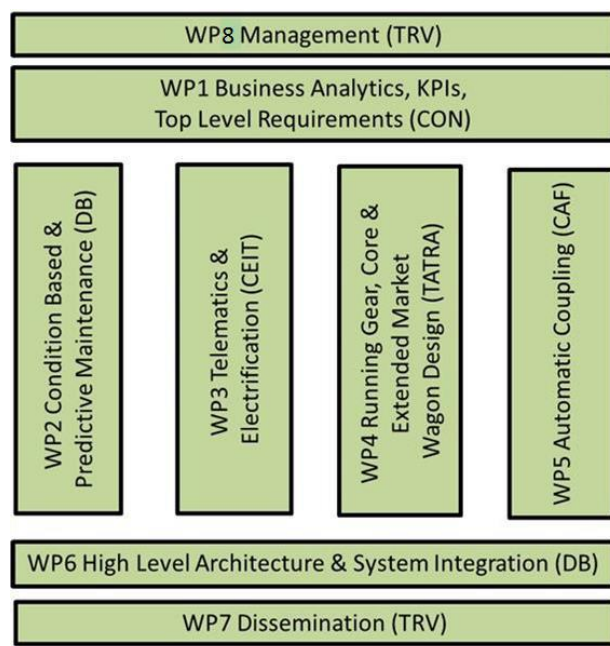 WP8 Management (TRV)
WP1 Business Analytics, KPIs,
Top Level Requirements (CON)
WP2 Condition Based &
Predictive Maintenance (DB)
WP3 Telematics &
Electrification (CEIT)
WP4 Running Gear, Core &
Extended Market
Wagon Design (TATRA)
WP5 Automatic Coupling (CAF)
WP6 High Level Architecture & System Integration (DB)
WP7 Dissemination (TRV)